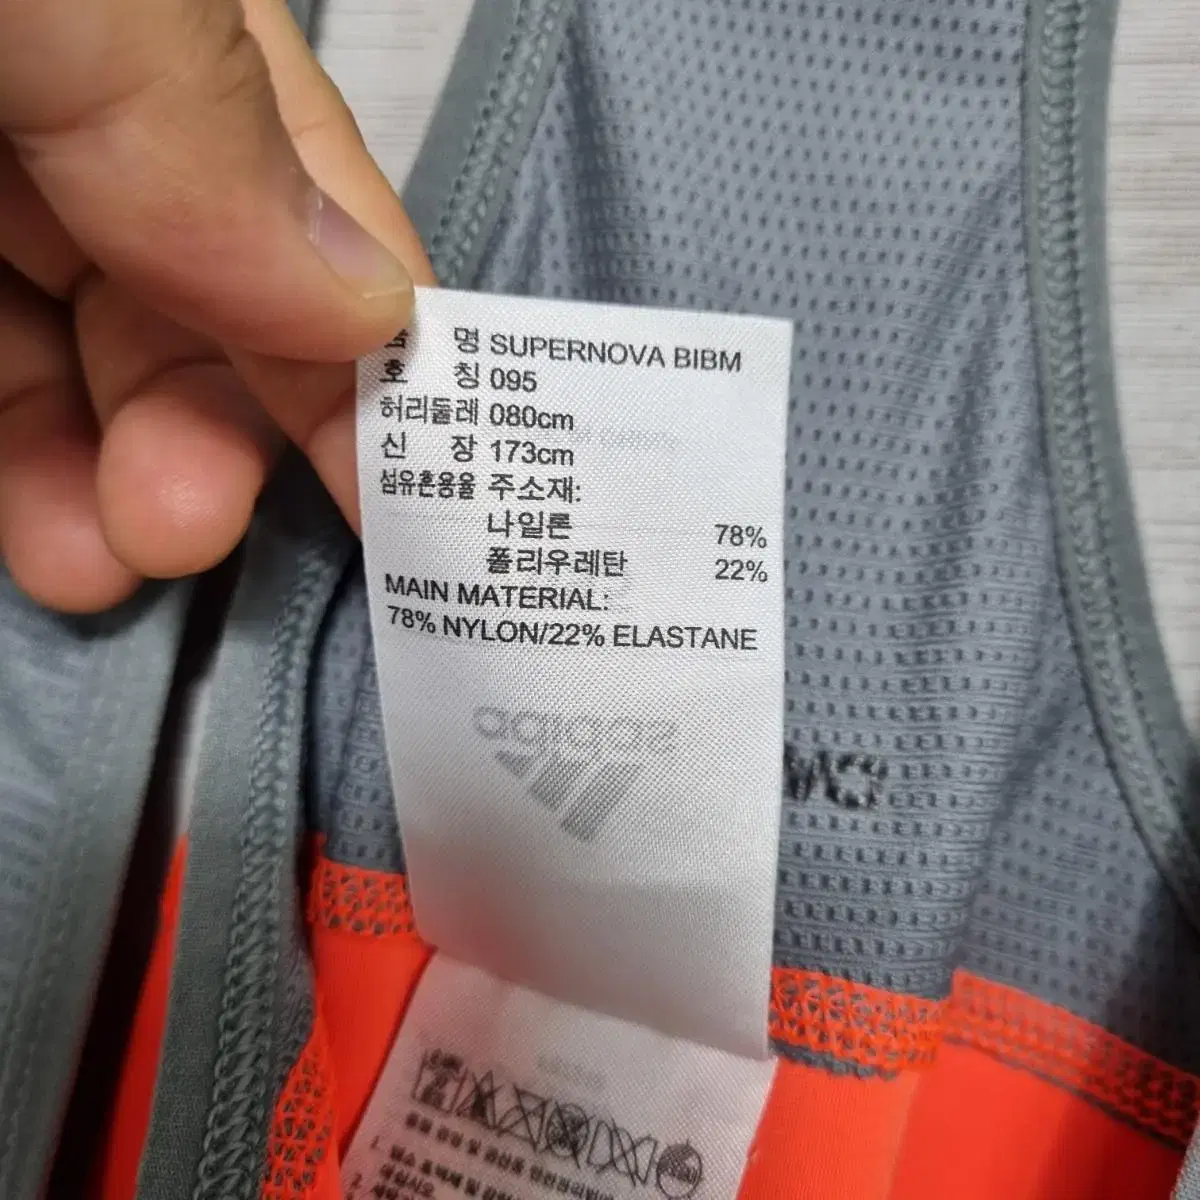 명 SUPERNOVA BIBM
호 칭 095
허리둘레 080cm
신 장 173cm
섬유혼용율 주소재:
나일론 78%
폴리우레탄 22%
MAIN MATERIAL:
78% NYLON/22% ELASTANE
adidas